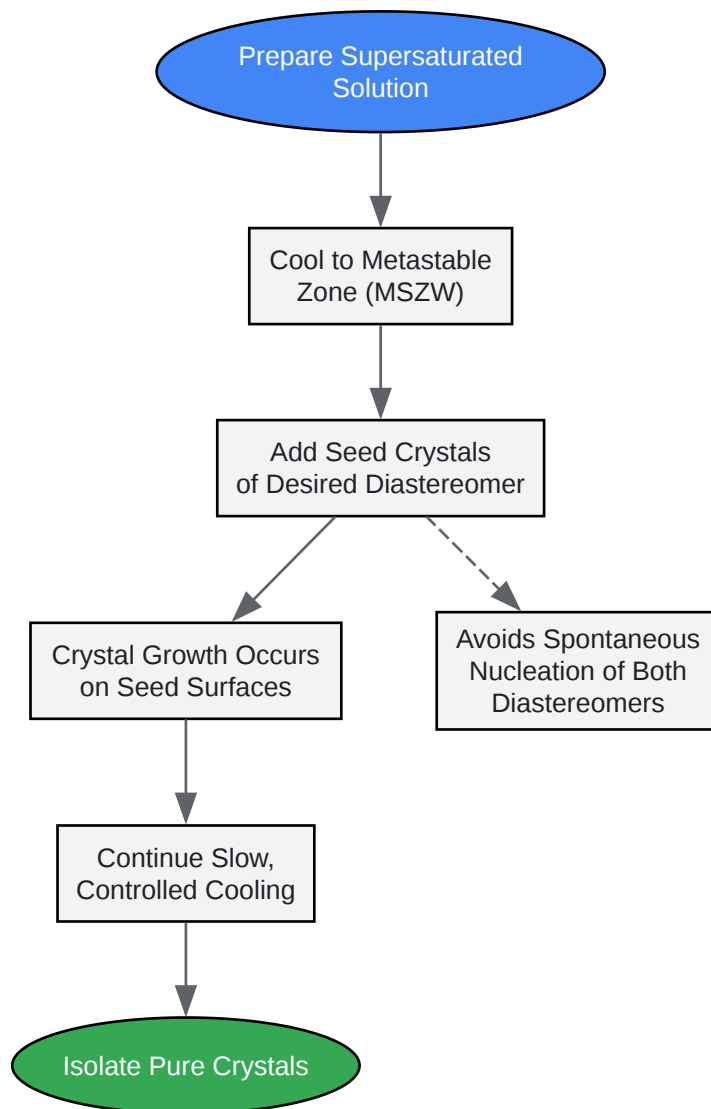 Prepare Supersaturated
Solution
Cool to Metastable
Zone (MSZW)
Add Seed Crystals
of Desired Diastereomer
Crystal Growth Occurs
on Seed Surfaces
Avoids Spontaneous
Nucleation of Both
Diastereomers
Continue Slow,
Controlled Cooling
Isolate Pure Crystals